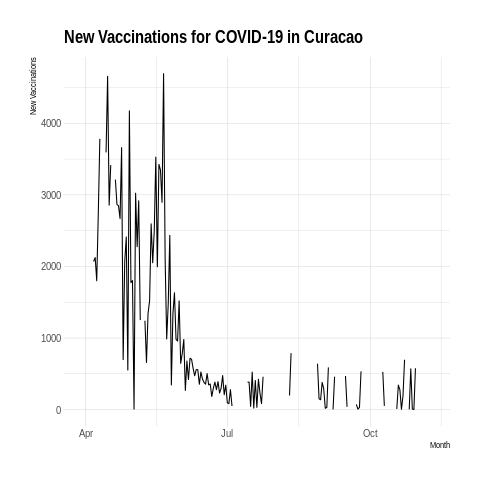 New Vaccinations for COVID-19 in Curacao
New Vaccinations
4000
3000
2000
1000
0
Apr
Jul
Oct
Month